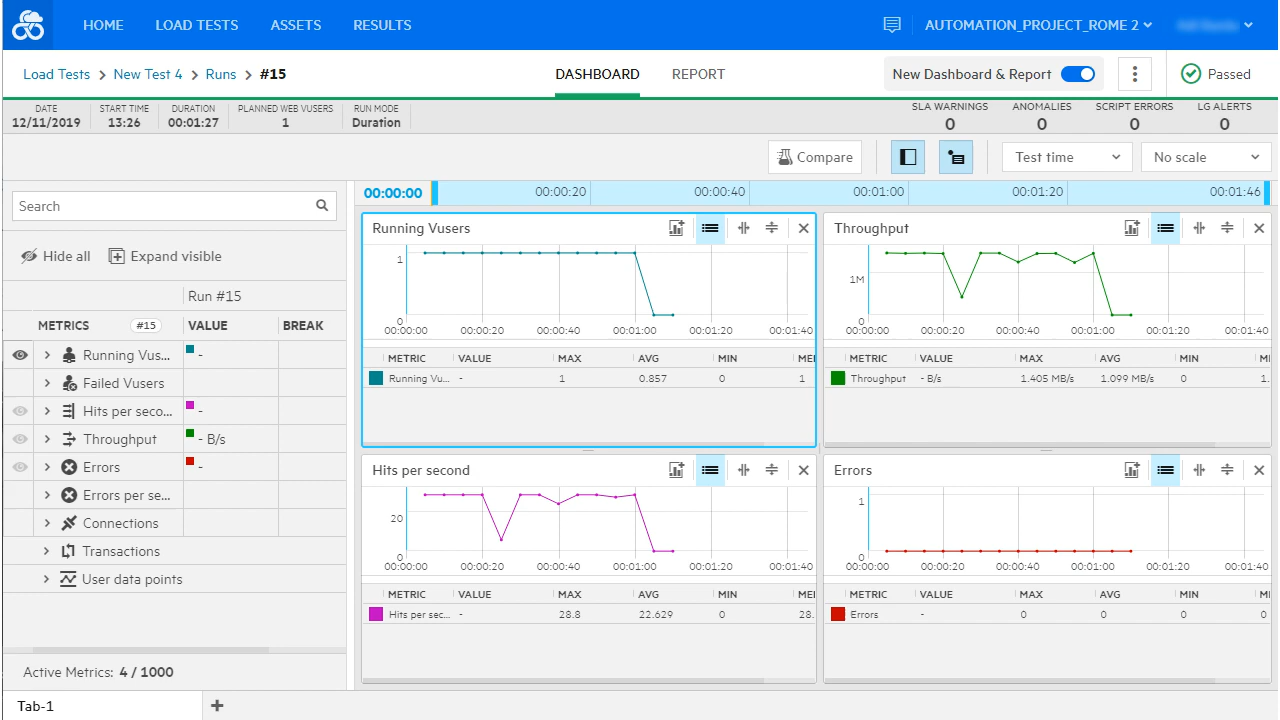 HOME LOAD TESTS ASSETS RESULTS AUTOMATION_PROJECT_ROME 2
Load Tests > New Test 4 > Runs > #15 DASHBOARD REPORT New Dashboard & Report Passed
DATE START TIME DURATION PLANNED WEB VUSERS RUN MODE SLA WARNINGS ANOMALIES SCRIPT ERRORS LG ALERTS
12/11/2019 13:26 00:01:27 1 Duration 0 0 0 0
Compare Test time No scale
00:00:00 00:00:20 00:00:40 00:01:00 00:01:20 00:01:46
Search
Hide all Expand visible
Run #15
METRICS #15 VALUE BREAK
Running Vus... -
Failed Vusers
Hits per seco... -
Throughput - B/s
Errors -
Errors per se...
Connections
Transactions
User data points
Active Metrics: 4 / 1000
Running Vusers
1
0
00:00:00 00:00:20 00:00:40 00:01:00 00:01:20 00:01:40
METRIC VALUE MAX AVG MIN MEI
Running Vu... - 1 0.857 0 1
Throughput
1M
0
00:00:00 00:00:20 00:00:40 00:01:00 00:01:20 00:01:40
METRIC VALUE MAX AVG MIN MI
Throughput - B/s 1.405 MB/s 1.099 MB/s 0 1.
Hits per second
20
0
00:00:00 00:00:20 00:00:40 00:01:00 00:01:20 00:01:40
METRIC VALUE MAX AVG MIN MEI
Hits per sec... - 28.8 22.629 0 28.
Errors
1
0
00:00:00 00:00:20 00:00:40 00:01:00 00:01:20 00:01:40
METRIC VALUE MAX AVG MIN MI
Errors - 0 0 0 0
Tab-1 +